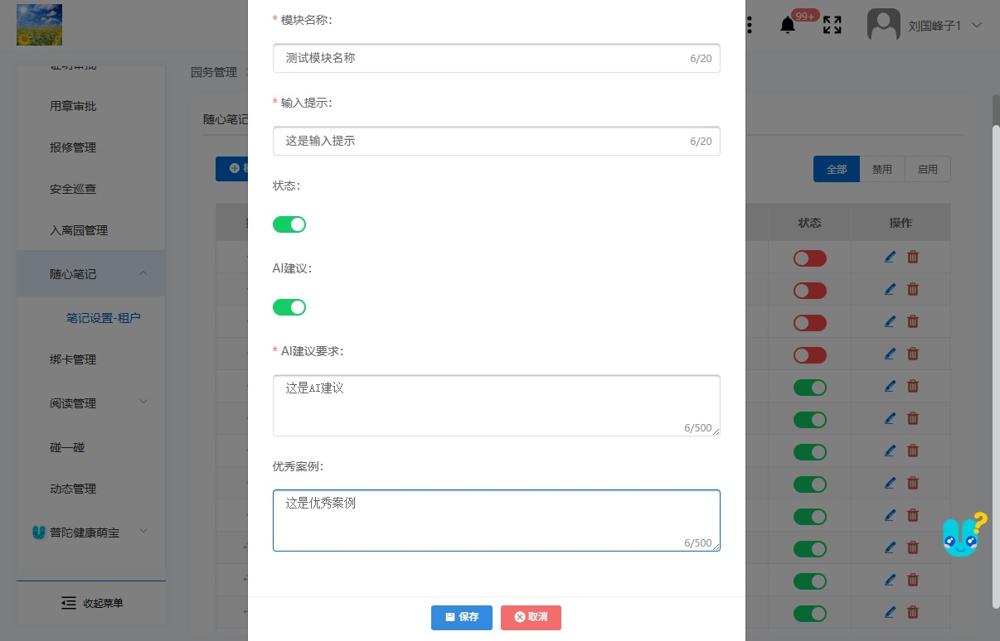 99+
刘国峰子1
证明审批
用章审批
报修管理
安全巡查
入离园管理
随心笔记
笔记设置-租户
绑卡管理
阅读管理
碰一碰
动态管理
普陀健康萌宝
收起菜单
园务管理
随心笔记
全部
禁用
启用
状态
操作
* 模块名称：
测试模块名称
6/20
* 输入提示：
这是输入提示
6/20
状态：
AI建议：
* AI建议要求：
这是AI建议
6/500
优秀案例：
这是优秀案例
6/500
保存
取消